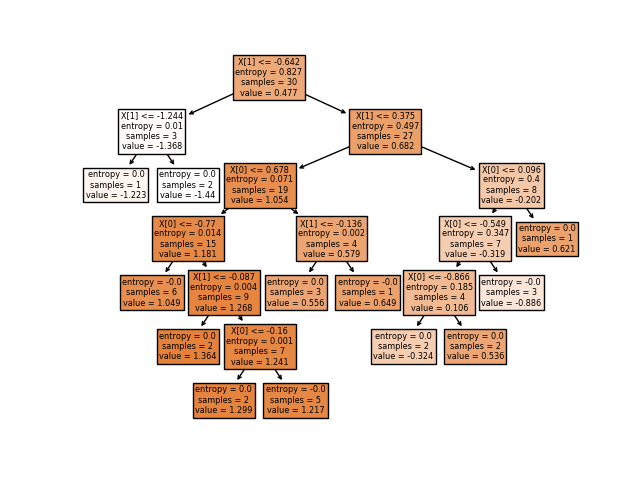 X[1] <= -0.642
entropy = 0.827
samples = 30
value = 0.477
X[1] <= -1.244
entropy = 0.01
samples = 3
value = -1.368
X[1] <= 0.375
entropy = 0.497
samples = 27
value = 0.682
entropy = 0.0
samples = 1
value = -1.223
entropy = 0.0
samples = 2
value = -1.44
X[0] <= 0.678
entropy = 0.071
samples = 19
value = 1.054
X[0] <= 0.096
entropy = 0.4
samples = 8
value = -0.202
X[0] <= -0.77
entropy = 0.014
samples = 15
value = 1.181
X[1] <= -0.136
entropy = 0.002
samples = 4
value = 0.579
X[0] <= -0.549
entropy = 0.347
samples = 7
value = -0.319
entropy = 0.0
samples = 1
value = 0.621
entropy = -0.0
samples = 6
value = 1.049
X[1] <= -0.087
entropy = 0.004
samples = 9
value = 1.268
entropy = 0.0
samples = 3
value = 0.556
entropy = -0.0
samples = 1
value = 0.649
X[0] <= -0.866
entropy = 0.185
samples = 4
value = 0.106
entropy = -0.0
samples = 3
value = -0.886
entropy = 0.0
samples = 2
value = 1.364
X[0] <= -0.16
entropy = 0.001
samples = 7
value = 1.241
entropy = 0.0
samples = 2
value = -0.324
entropy = 0.0
samples = 2
value = 0.536
entropy = 0.0
samples = 2
value = 1.299
entropy = -0.0
samples = 5
value = 1.217